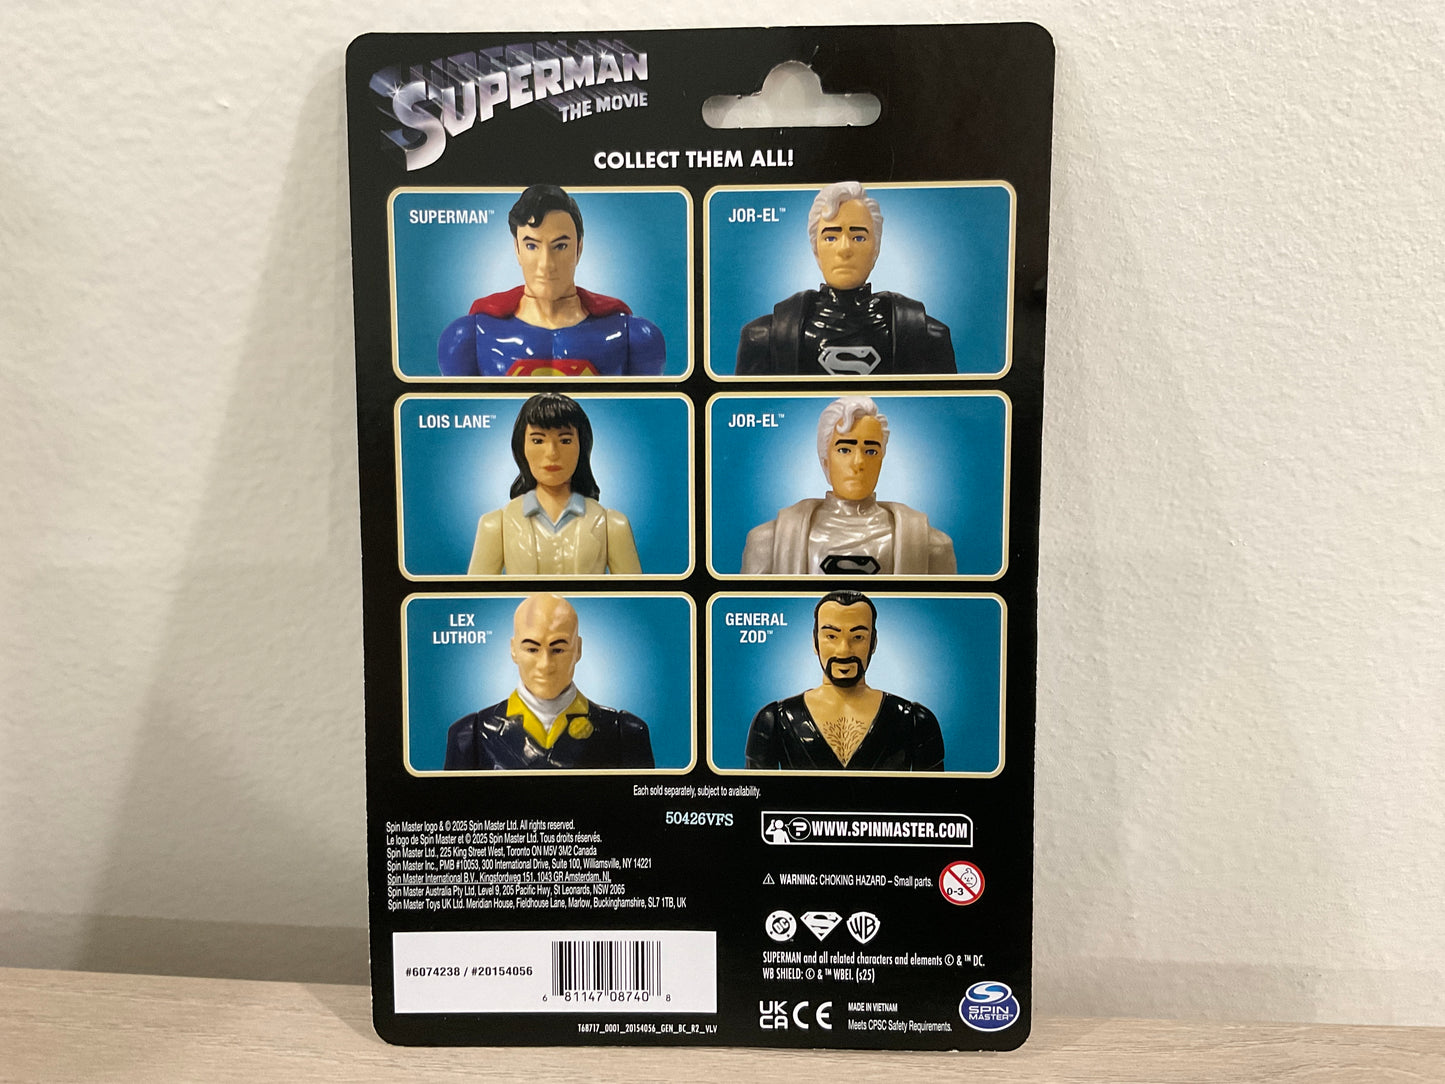 SUPERMAN
THE MOVIE
COLLECT THEM ALL!
SUPERMAN™
JOR-EL™
LOIS LANE™
JOR-EL™
LEX
LUTHOR™
GENERAL
ZOD™
Each sold separately, subject to availability.
Spin Master logo & © 2025 Spin Master Ltd. All rights reserved.
Le logo de Spin Master et © 2025 Spin Master Ltd. Tous droits réservés.
Spin Master Ltd., 225 King Street West, Toronto ON M5V 3M2 Canada
Spin Master Inc., PMB #10053, 300 International Drive, Suite 100, Williamsville, NY 14221
Spin Master International B.V., Kingsfordweg 151, 1043 GR Amsterdam, NL
Spin Master Australia Pty Ltd, Level 9, 205 Pacific Hwy, St Leonards, NSW 2065
Spin Master Toys UK Ltd. Meridian House, Fieldhouse Lane, Marlow, Buckinghamshire, SL7 1TB, UK
50426VFS
? WWW.SPINMASTER.COM
WARNING: CHOKING HAZARD – Small parts.
0-3
DC
S
WB
SUPERMAN and all related characters and elements © & ™ DC.
WB SHIELD: © & ™ WBEI. (s25)
#6074238 / #20154056
6 81147 08740 8
T6B717_0001_20154056_GEN_BC_R2_VLV
UK
CA
CE
MADE IN VIETNAM
Meets CPSC Safety Requirements.
SPIN
MASTER™